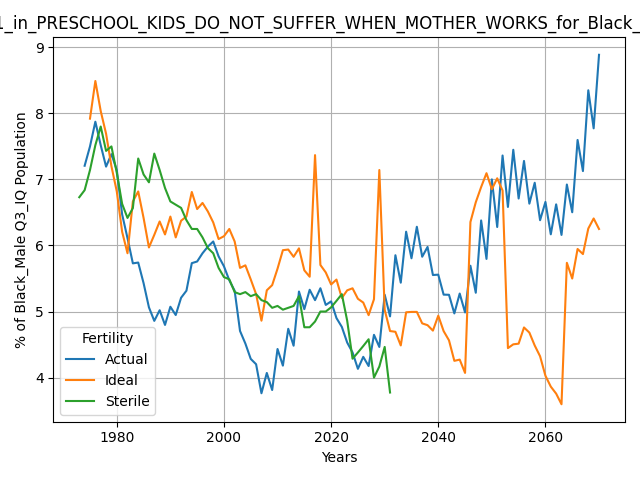 1_in_PRESCHOOL_KIDS_DO_NOT_SUFFER_WHEN_MOTHER_WORKS_for_Black_
9
8
7
6
5
4
% of Black_Male Q3_IQ Population
Fertility
Actual
Ideal
Sterile
1980 2000 2020 2040 2060
Years